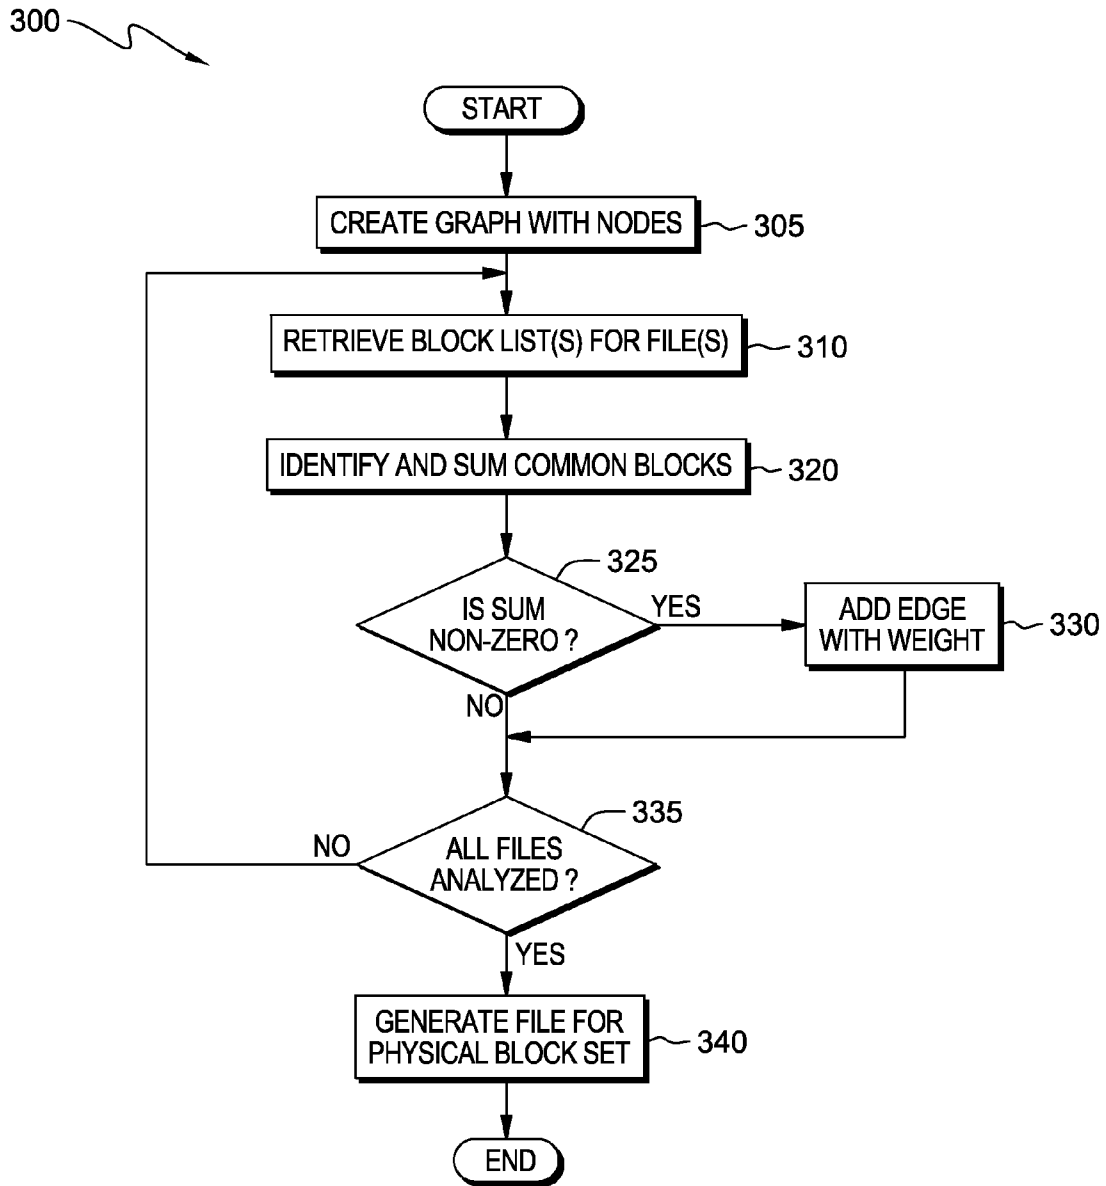 300
START
CREATE GRAPH WITH NODES
305
RETRIEVE BLOCK LIST(S) FOR FILE(S)
310
IDENTIFY AND SUM COMMON BLOCKS
320
325
IS SUM
NON-ZERO ?
YES
ADD EDGE
WITH WEIGHT
330
NO
335
ALL FILES
ANALYZED ?
NO
YES
GENERATE FILE FOR
PHYSICAL BLOCK SET
340
END